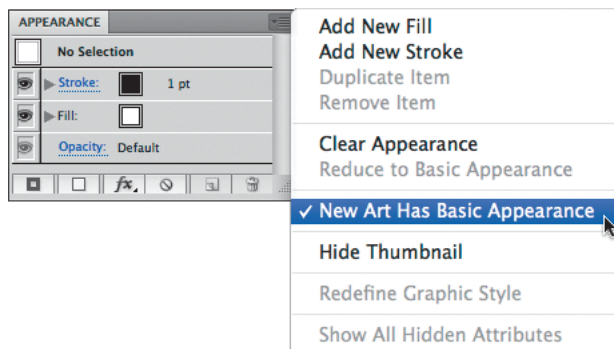 APPEARANCE
No Selection
Stroke: 1 pt
Fill:
Opacity: Default
fx
Add New Fill
Add New Stroke
Duplicate Item
Remove Item
Clear Appearance
Reduce to Basic Appearance
✓ New Art Has Basic Appearance
Hide Thumbnail
Redefine Graphic Style
Show All Hidden Attributes